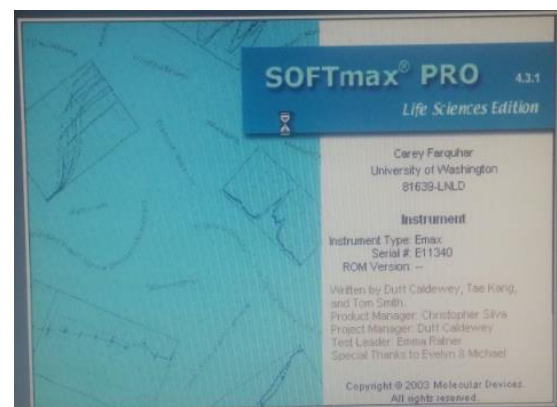 SOFTmax® PRO 4.3.1
Life Sciences Edition
Carey Farquhar
University of Washington
81639-LNLD
Instrument
Instrument Type: Emax
Serial #: E11340
ROM Version: --
Written by Dutt Caldewey, Tae Kang,
and Tom Smith.
Product Manager: Christopher Silva
Project Manager: Dutt Caldewey
Test Leader: Emma Ratner
Special Thanks to Evelyn & Michael
Copyright © 2003 Molecular Devices.
All rights reserved.